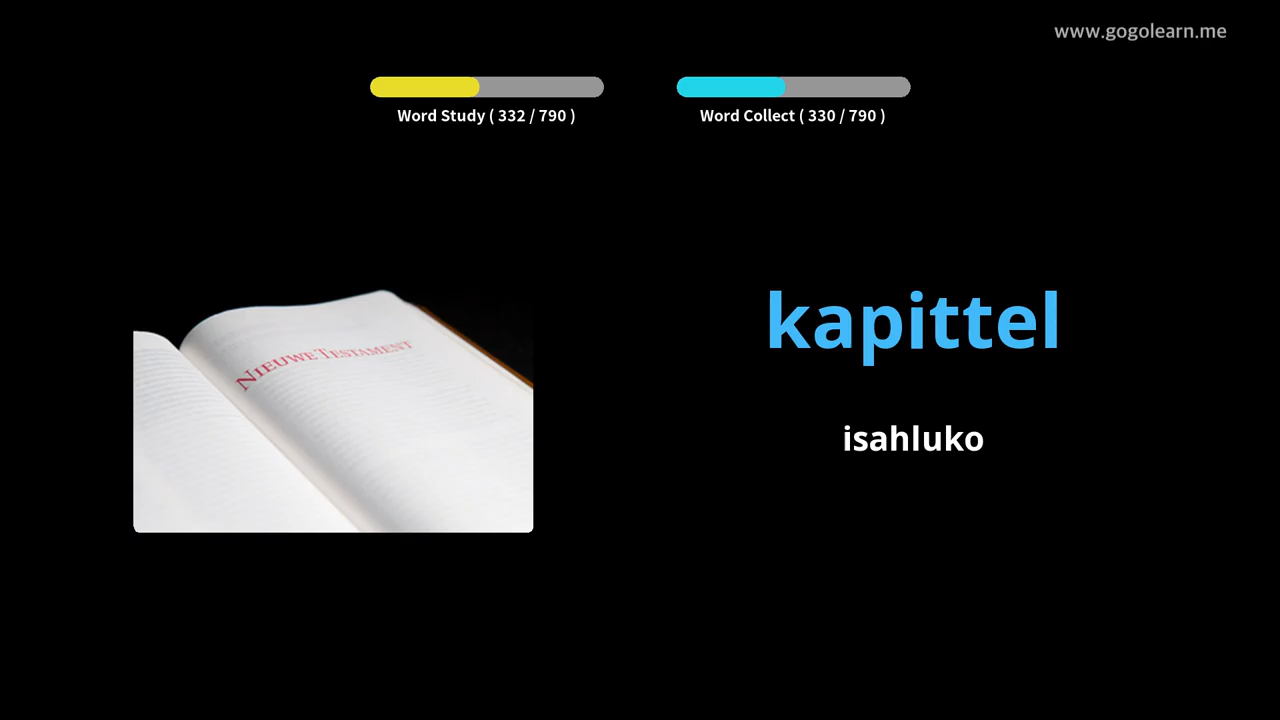 www.gogolearn.me
Word Study ( 332 / 790 )
Word Collect ( 330 / 790 )
NIEUWE TESTAMENT
kapittel
isahluko